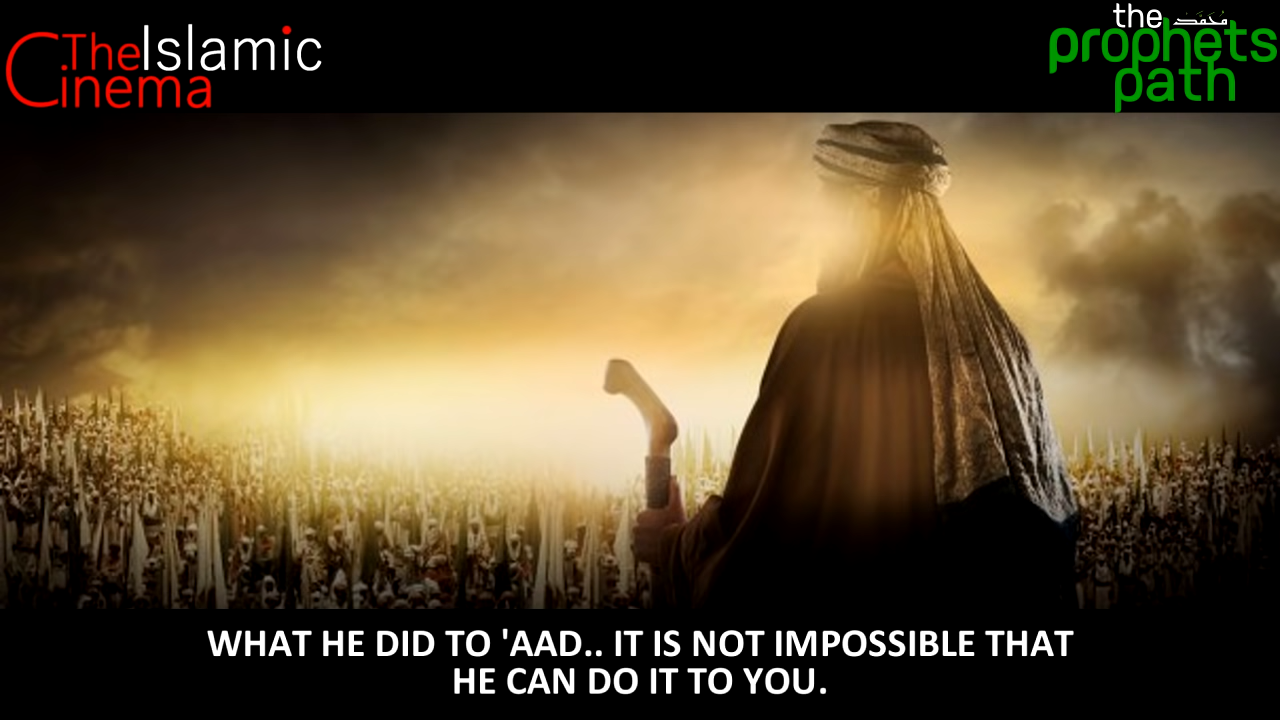 TheIslamic
Cinema
the مُحَمَّد
prophets
path
WHAT HE DID TO 'AAD.. IT IS NOT IMPOSSIBLE THAT
HE CAN DO IT TO YOU.